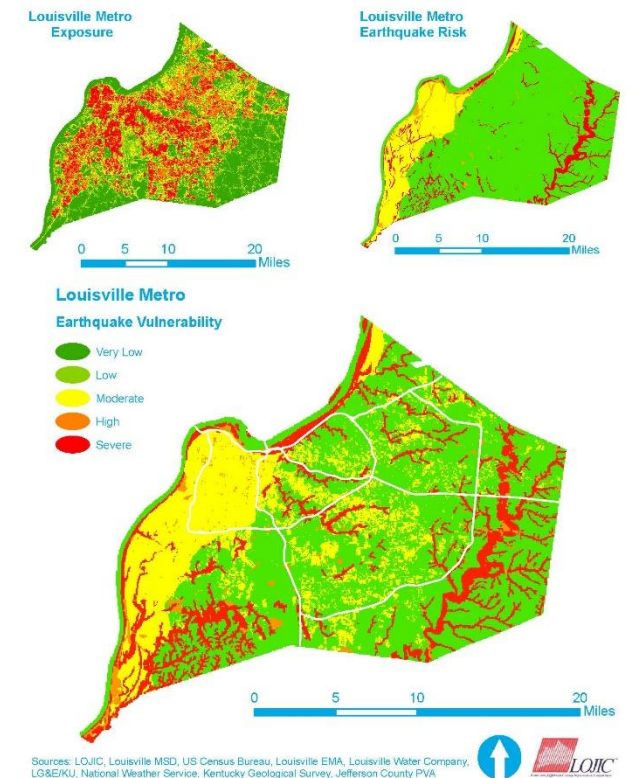 Louisville Metro
Exposure
Louisville Metro
Earthquake Risk
0 5 10 20
Miles
0 5 10 20
Miles
Louisville Metro
Earthquake Vulnerability
Very Low
Low
Moderate
High
Severe
0 5 10 20
Miles
Sources: LOJIC, Louisville MSD, US Census Bureau, Louisville EMA, Louisville Water Company,
LG&E/KU, National Weather Service, Kentucky Geological Survey, Jefferson County PVA
LOJIC